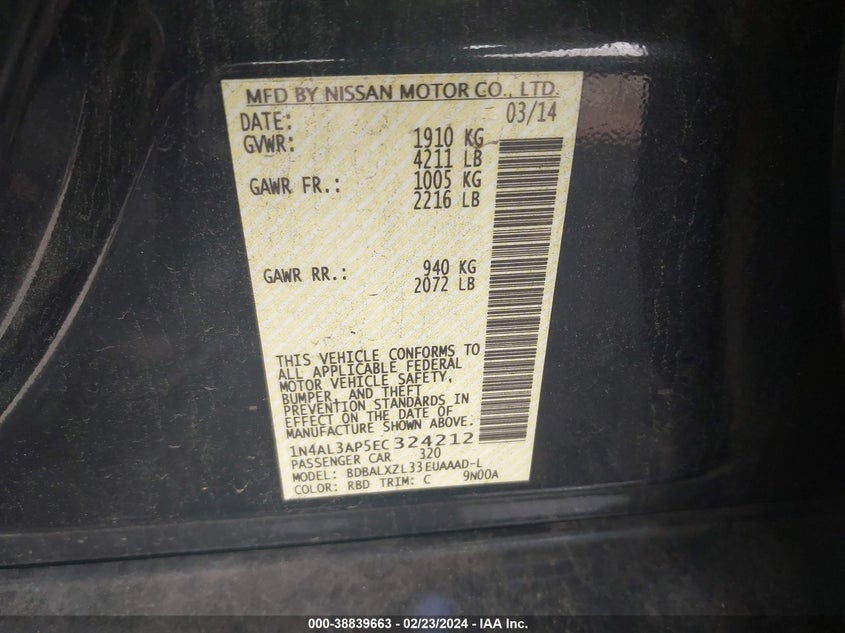 MFD BY NISSAN MOTOR CO., LTD.
DATE: 03/14
GVWR: 1910 KG
4211 LB
GAWR FR.: 1005 KG
2216 LB
GAWR RR.: 940 KG
2072 LB
THIS VEHICLE CONFORMS TO
ALL APPLICABLE FEDERAL
MOTOR VEHICLE SAFETY,
BUMPER, AND THEFT
PREVENTION STANDARDS IN
EFFECT ON THE DATE OF
MANUFACTURE SHOWN ABOVE.
1N4AL3AP5EC324212
PASSENGER CAR 320
MODEL: BDBALXZL33EUAAAD-L
COLOR: RBD TRIM: C 9N00A
000-38839663 - 02/23/2024 - IAA Inc.